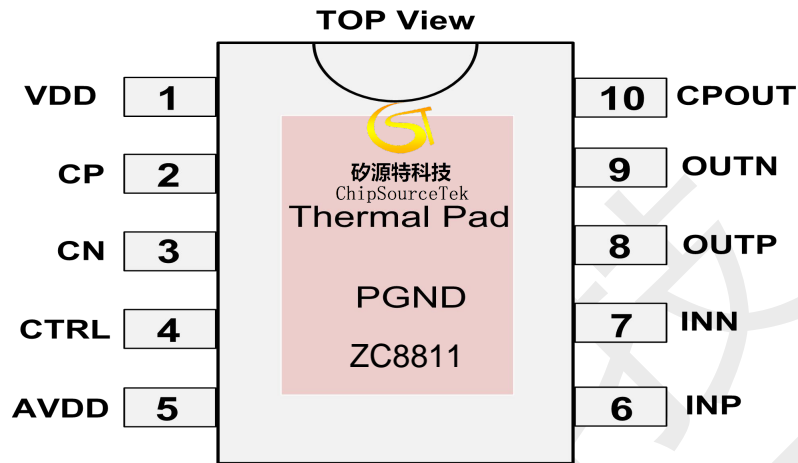 TOP View
VDD 1 10 CPOUT
CP 2 9 OUTN
CN 3 8 OUTP
CTRL 4 7 INN
AVDD 5 6 INP
矽源特科技
ChipSourceTek
Thermal Pad
PGND
ZC8811